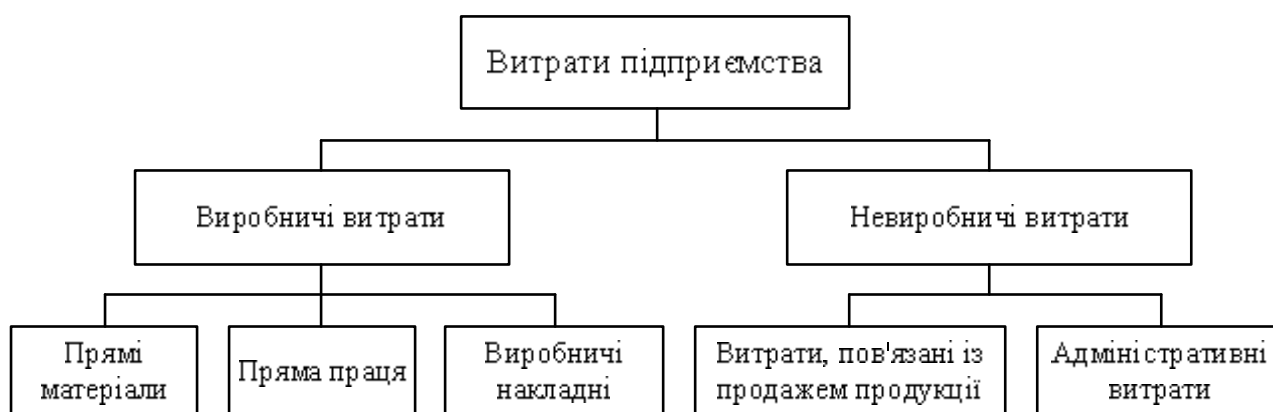 Витрати підприємства
Виробничі витрати
Невиробничі витрати
Прямі
матеріали
Пряма праця
Виробничі
накладні
Витрати, пов'язані із
продажем продукції
Адміністративні
витрати